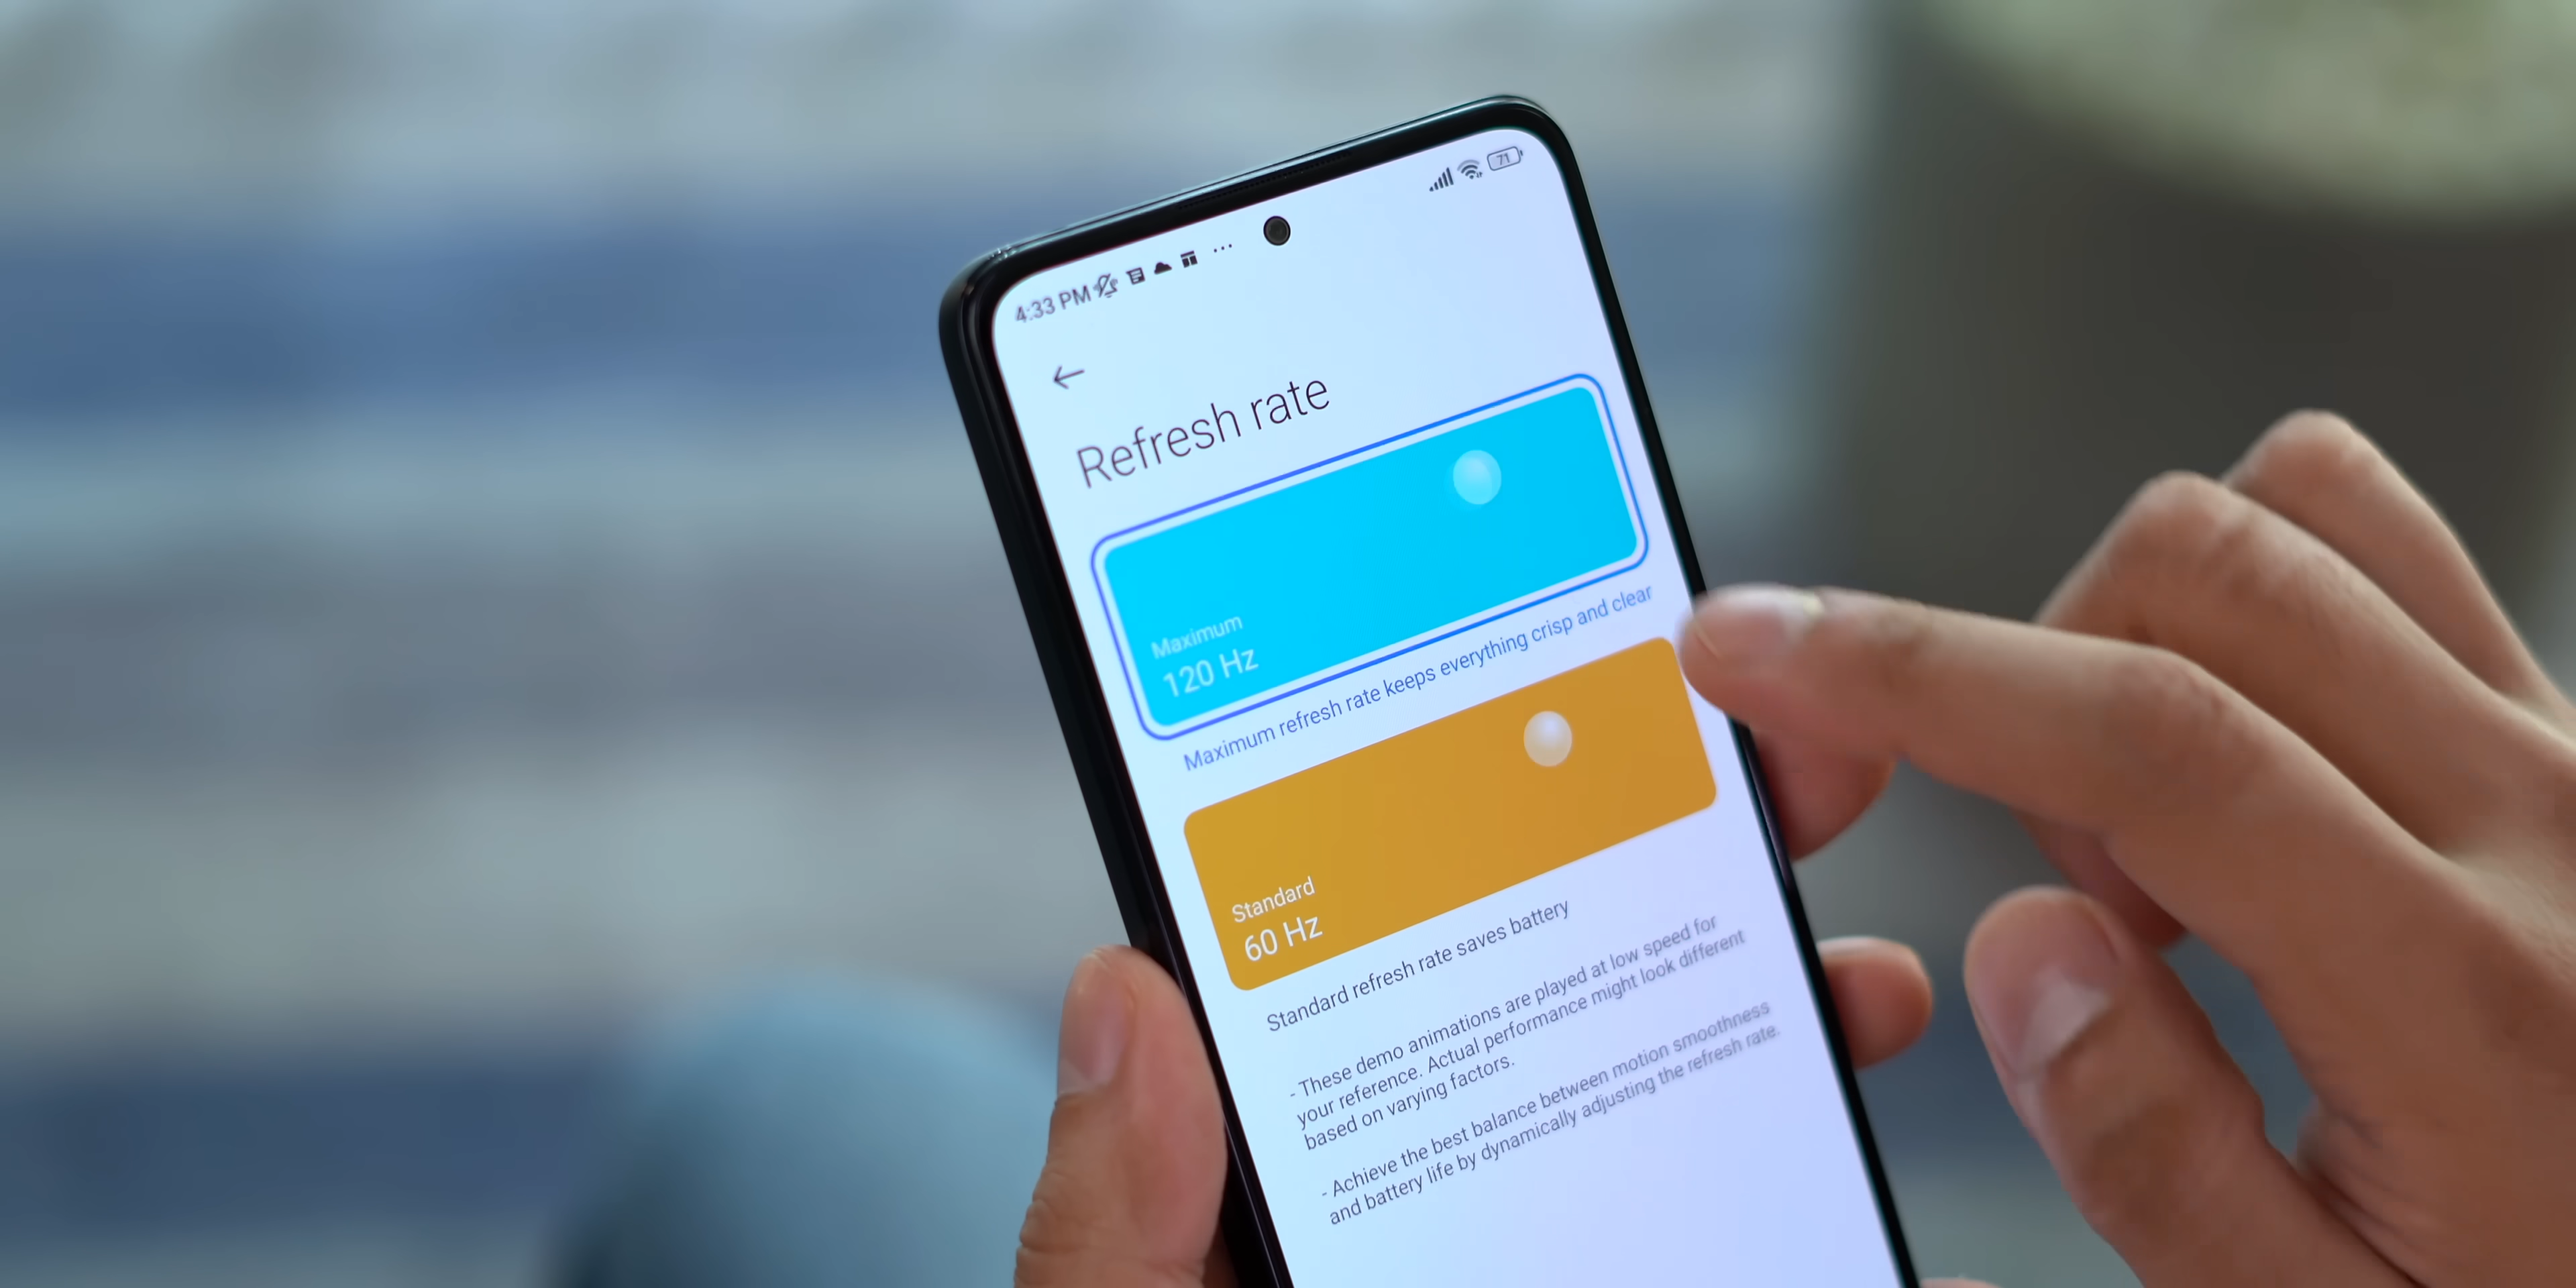 4:33 PM
71
Refresh rate
Maximum
120 Hz
Maximum refresh rate keeps everything crisp and clear
Standard
60 Hz
Standard refresh rate saves battery
- These demo animations are played at low speed for
your reference. Actual performance might look different
based on varying factors.
- Achieve the best balance between motion smoothness
and battery life by dynamically adjusting the refresh rate.